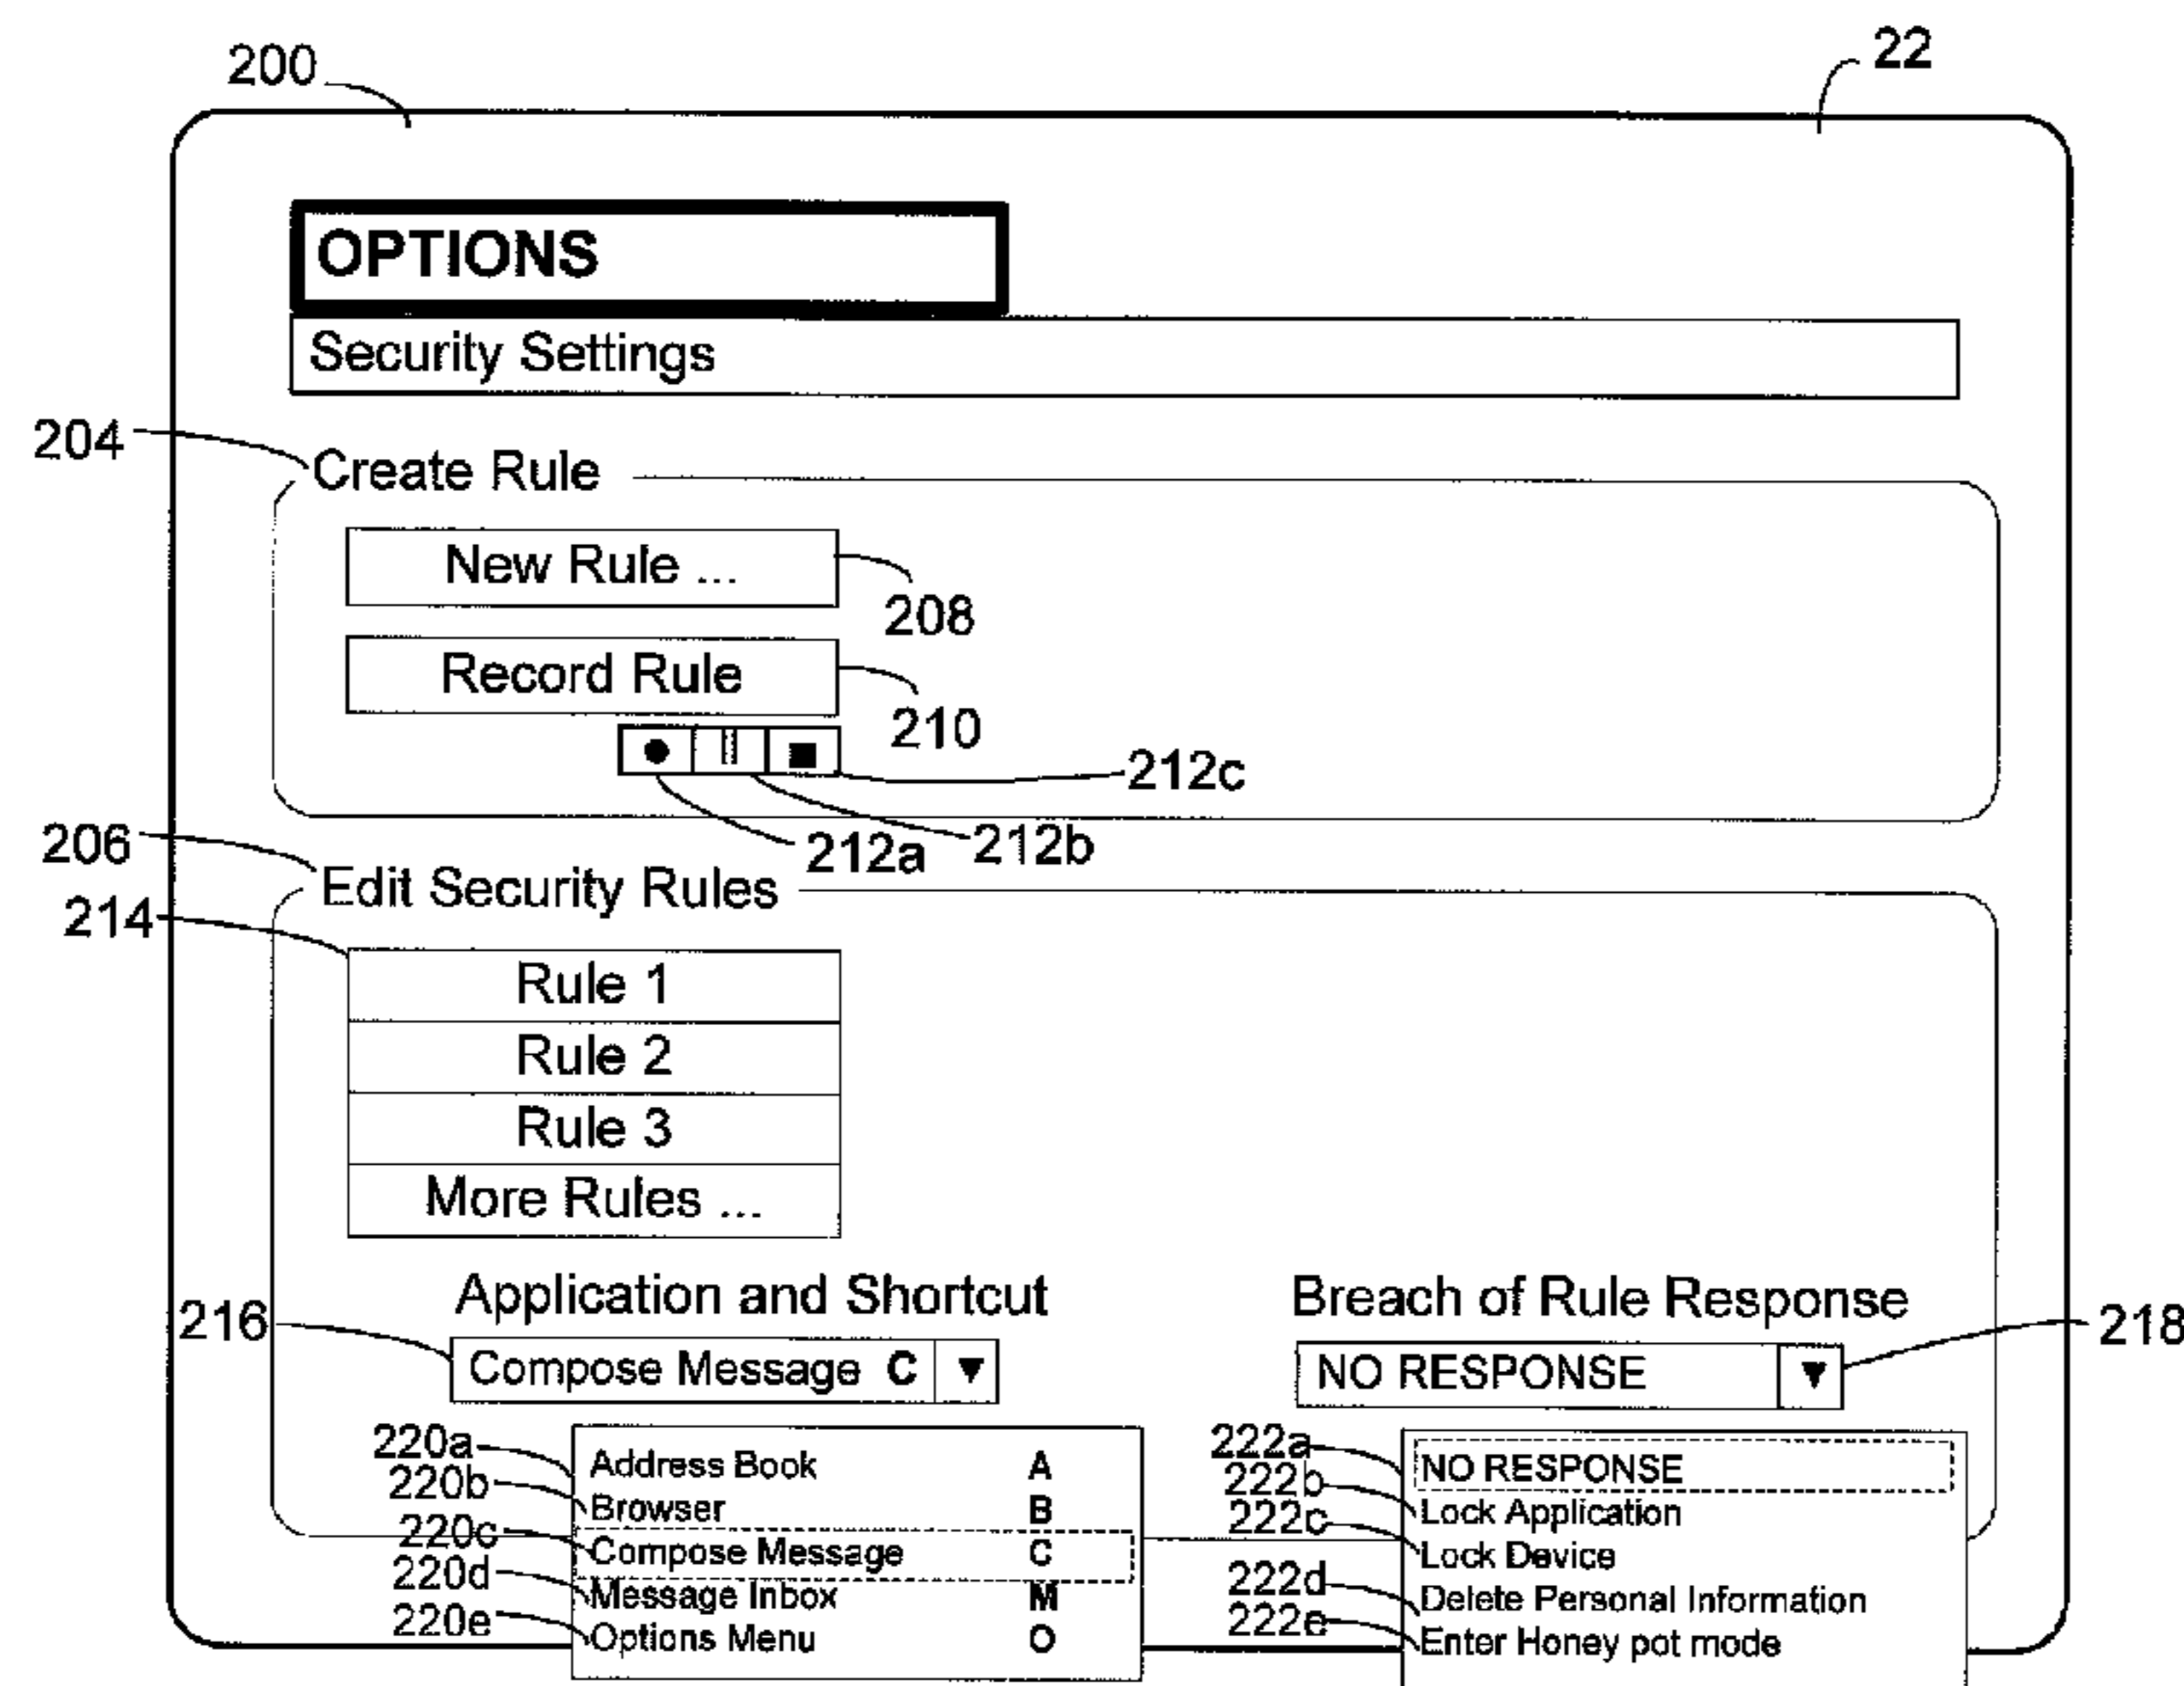 200
22
OPTIONS
Security Settings
204
Create Rule
New Rule ...
208
Record Rule
210
212c
212a
212b
206
Edit Security Rules
214
Rule 1
Rule 2
Rule 3
More Rules ...
Application and Shortcut
Breach of Rule Response
216
Compose Message C
NO RESPONSE
218
220a Address Book A
220b Browser B
220c Compose Message C
220d Message Inbox M
220e Options Menu O
222a NO RESPONSE
222b Lock Application
222c Lock Device
222d Delete Personal Information
222e Enter Honey pot mode